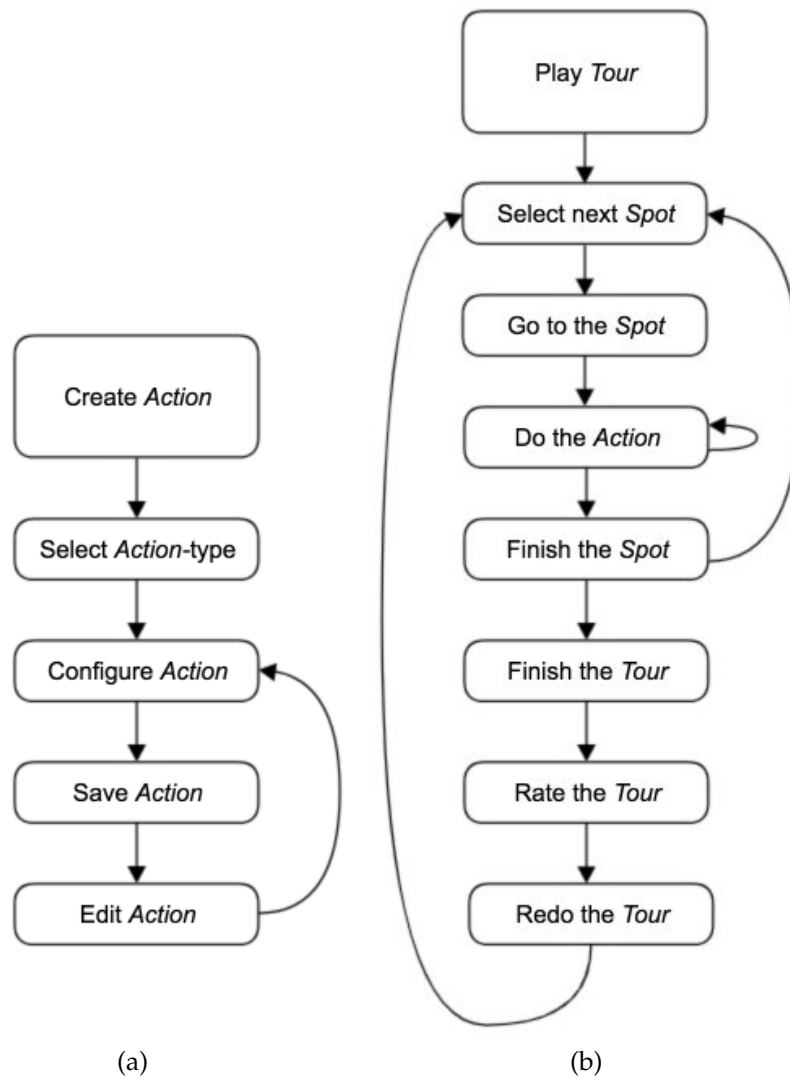 Create Action
Select Action-type
Configure Action
Save Action
Edit Action
(a)
Play Tour
Select next Spot
Go to the Spot
Do the Action
Finish the Spot
Finish the Tour
Rate the Tour
Redo the Tour
(b)